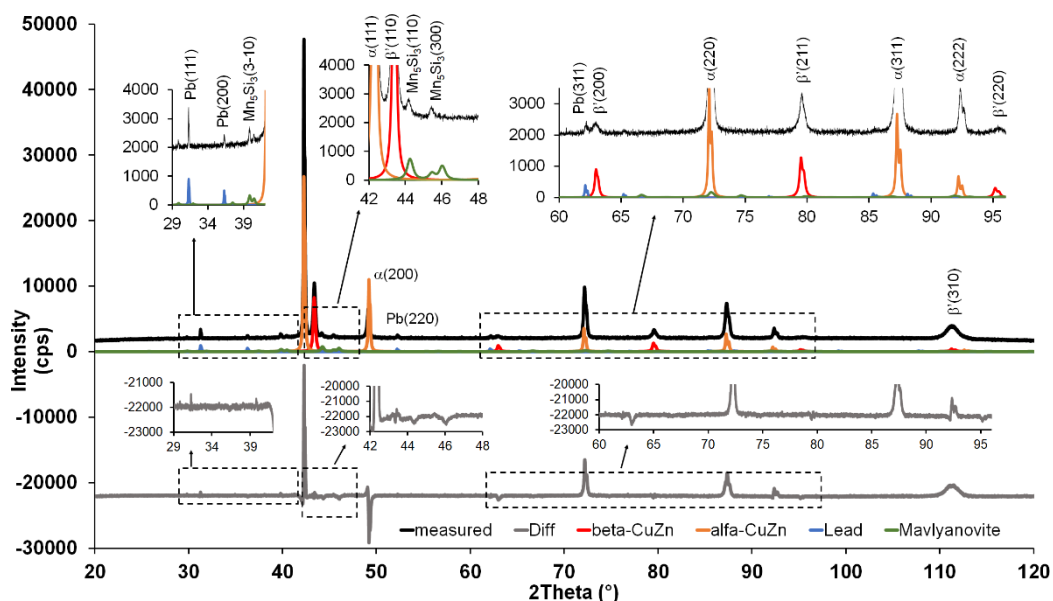 50000
40000
30000
20000
10000
0
-10000
-20000
-30000
Intensity
(cps)
20 30 40 50 60 70 80 90 100 110 120
2Theta (°)
Pb(111)
Pb(200)
Mn5Si3(3-10)
4000
3000
2000
1000
0
29 34 39
α(111)
β'(110)
Mn5Si3(110)
Mn5Si3(300)
4000
3000
2000
1000
0
42 44 46 48
Pb(311)
β'(200)
α(220)
β'(211)
α(311)
α(222)
β'(220)
3000
2000
1000
0
60 65 70 75 80 85 90 95
α(200)
Pb(220)
β'(310)
-21000
-22000
-23000
29 34 39
-20000
-21000
-22000
-23000
42 44 46 48
-20000
-21000
-22000
-23000
60 65 70 75 80 85 90 95
measured Diff beta-CuZn alfa-CuZn Lead Mavlyanovite